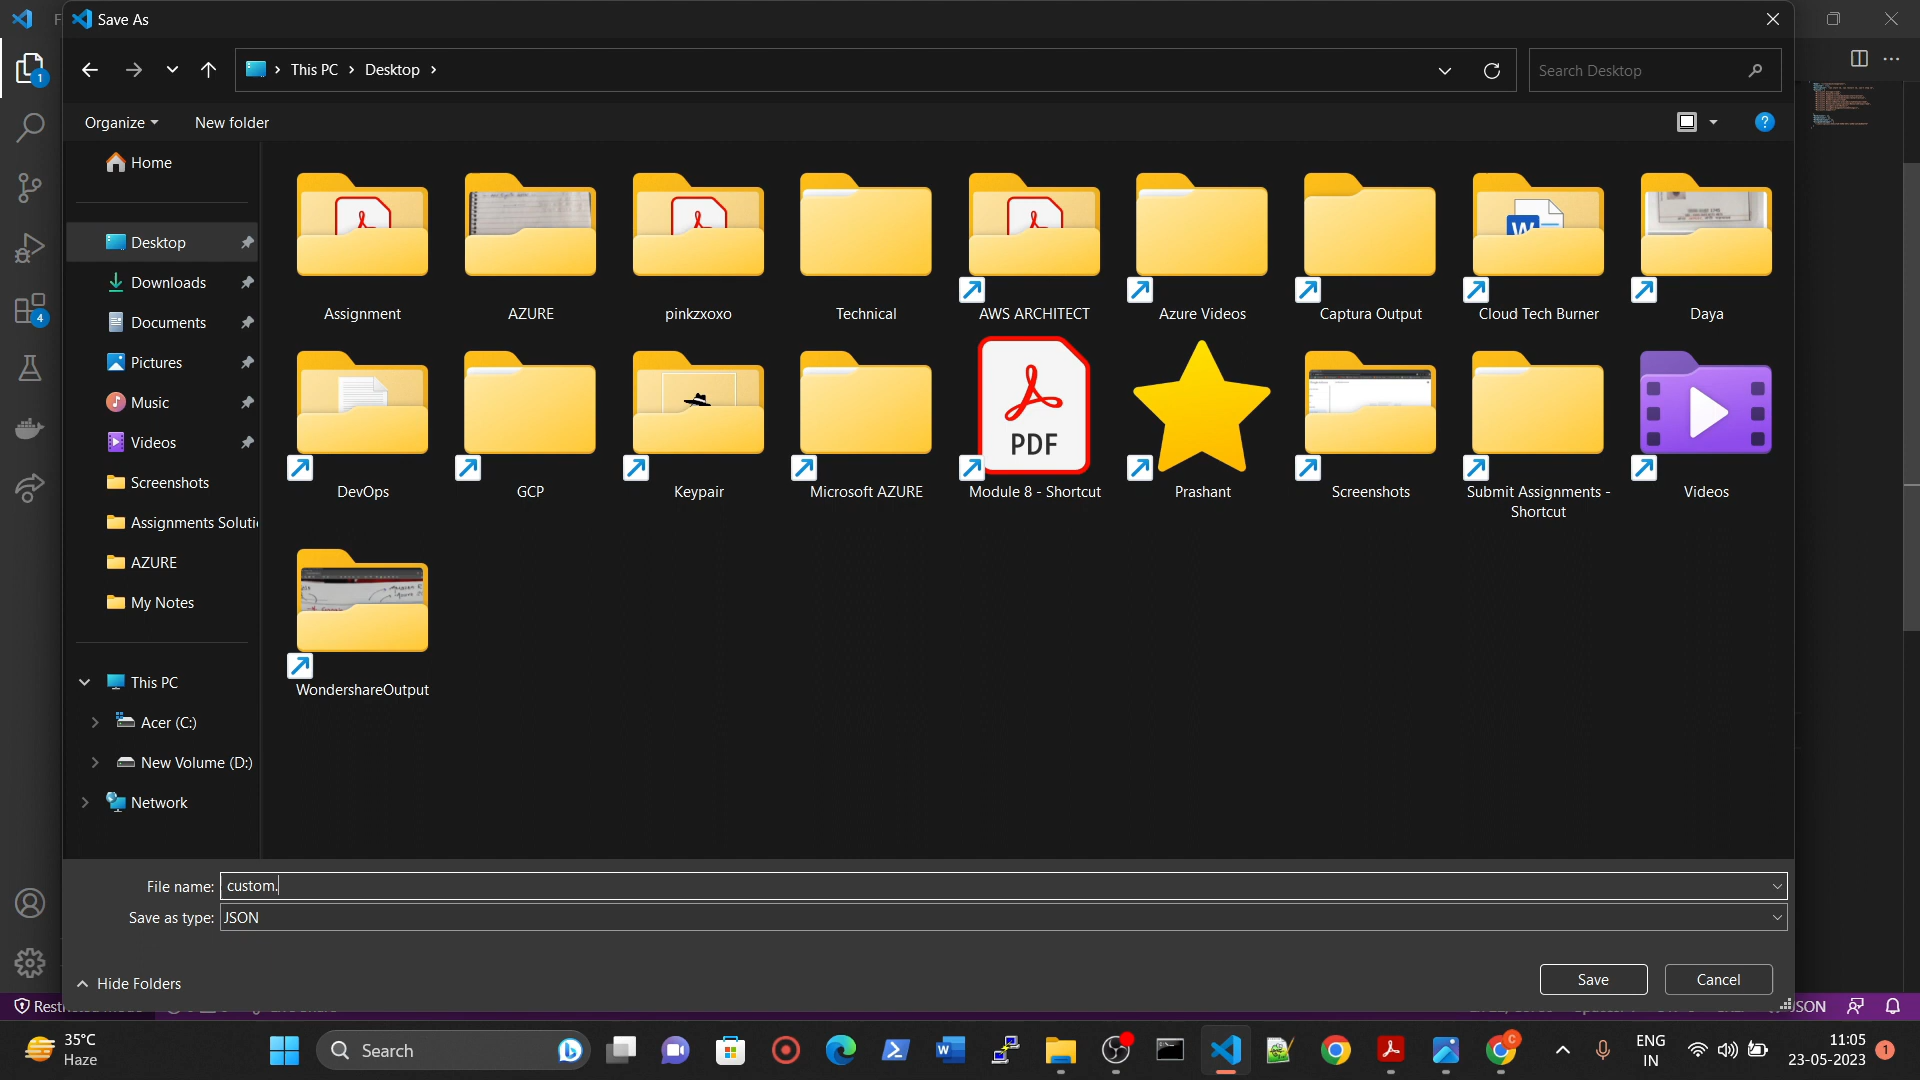 F
Save As
This PC
Desktop
Search Desktop
Organize
New folder
Home
Desktop
Downloads
Documents
Pictures
Music
Videos
Screenshots
Assignments Soluti
AZURE
My Notes
This PC
Acer (C:)
New Volume (D:)
Network
Assignment
AZURE
pinkzxoxo
Technical
AWS ARCHITECT
Azure Videos
Captura Output
Cloud Tech Burner
Daya
DevOps
GCP
Keypair
Microsoft AZURE
PDF
Module 8 - Shortcut
Prashant
Screenshots
Submit Assignments -
Shortcut
Videos
WondershareOutput
File name: custom.
Save as type: JSON
Hide Folders
Save
Cancel
JSON
35°C
Haze
Search
ENG
IN
11:05
23-05-2023
1
1
4